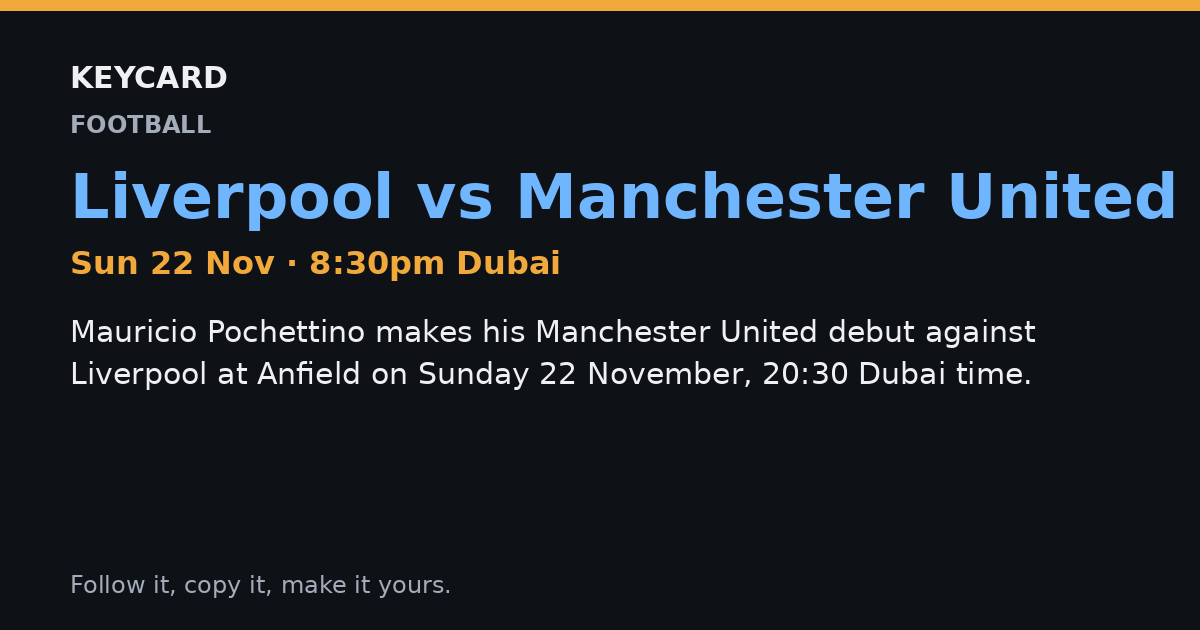 KEYCARD
FOOTBALL
Liverpool vs Manchester United
Sun 22 Nov · 8:30pm Dubai
Mauricio Pochettino makes his Manchester United debut against
Liverpool at Anfield on Sunday 22 November, 20:30 Dubai time.
Follow it, copy it, make it yours.